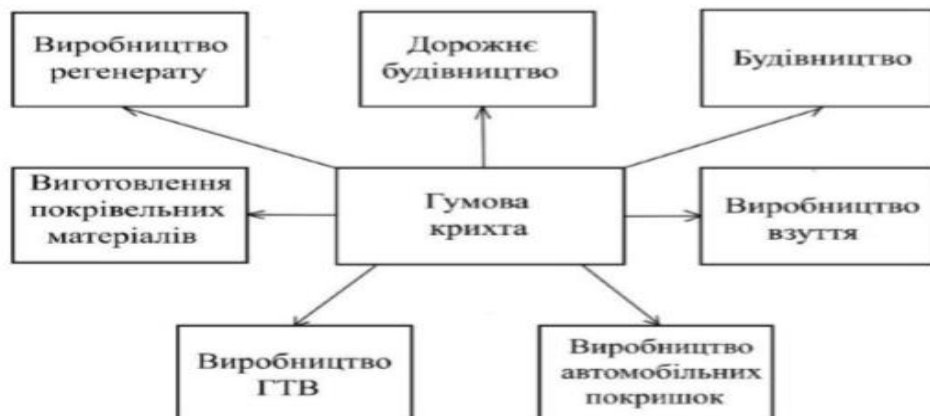 Виробництво
регенерату
Дорожнє
будівництво
Будівництво
Виготовлення
покрівельних
матеріалів
Гумова
крихта
Виробництво
взуття
Виробництво
ГТВ
Виробництво
автомобільних
покришок